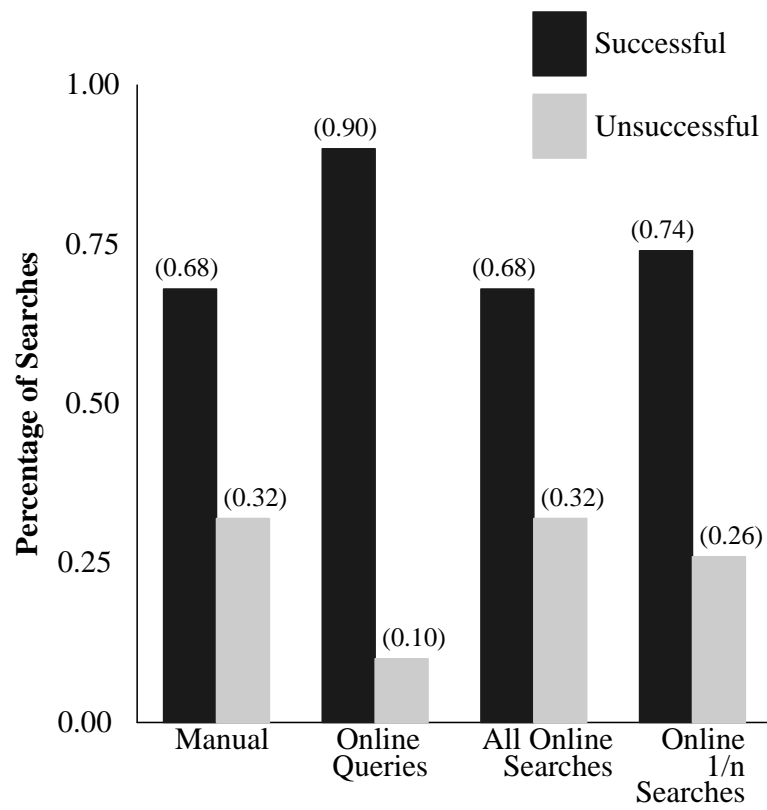 Successful
Unsuccessful
Percentage of Searches
1.00
0.75
0.50
0.25
0.00
(0.68)
(0.32)
(0.90)
(0.10)
(0.68)
(0.32)
(0.74)
(0.26)
Manual
Online
Queries
All Online
Searches
Online
1/n
Searches